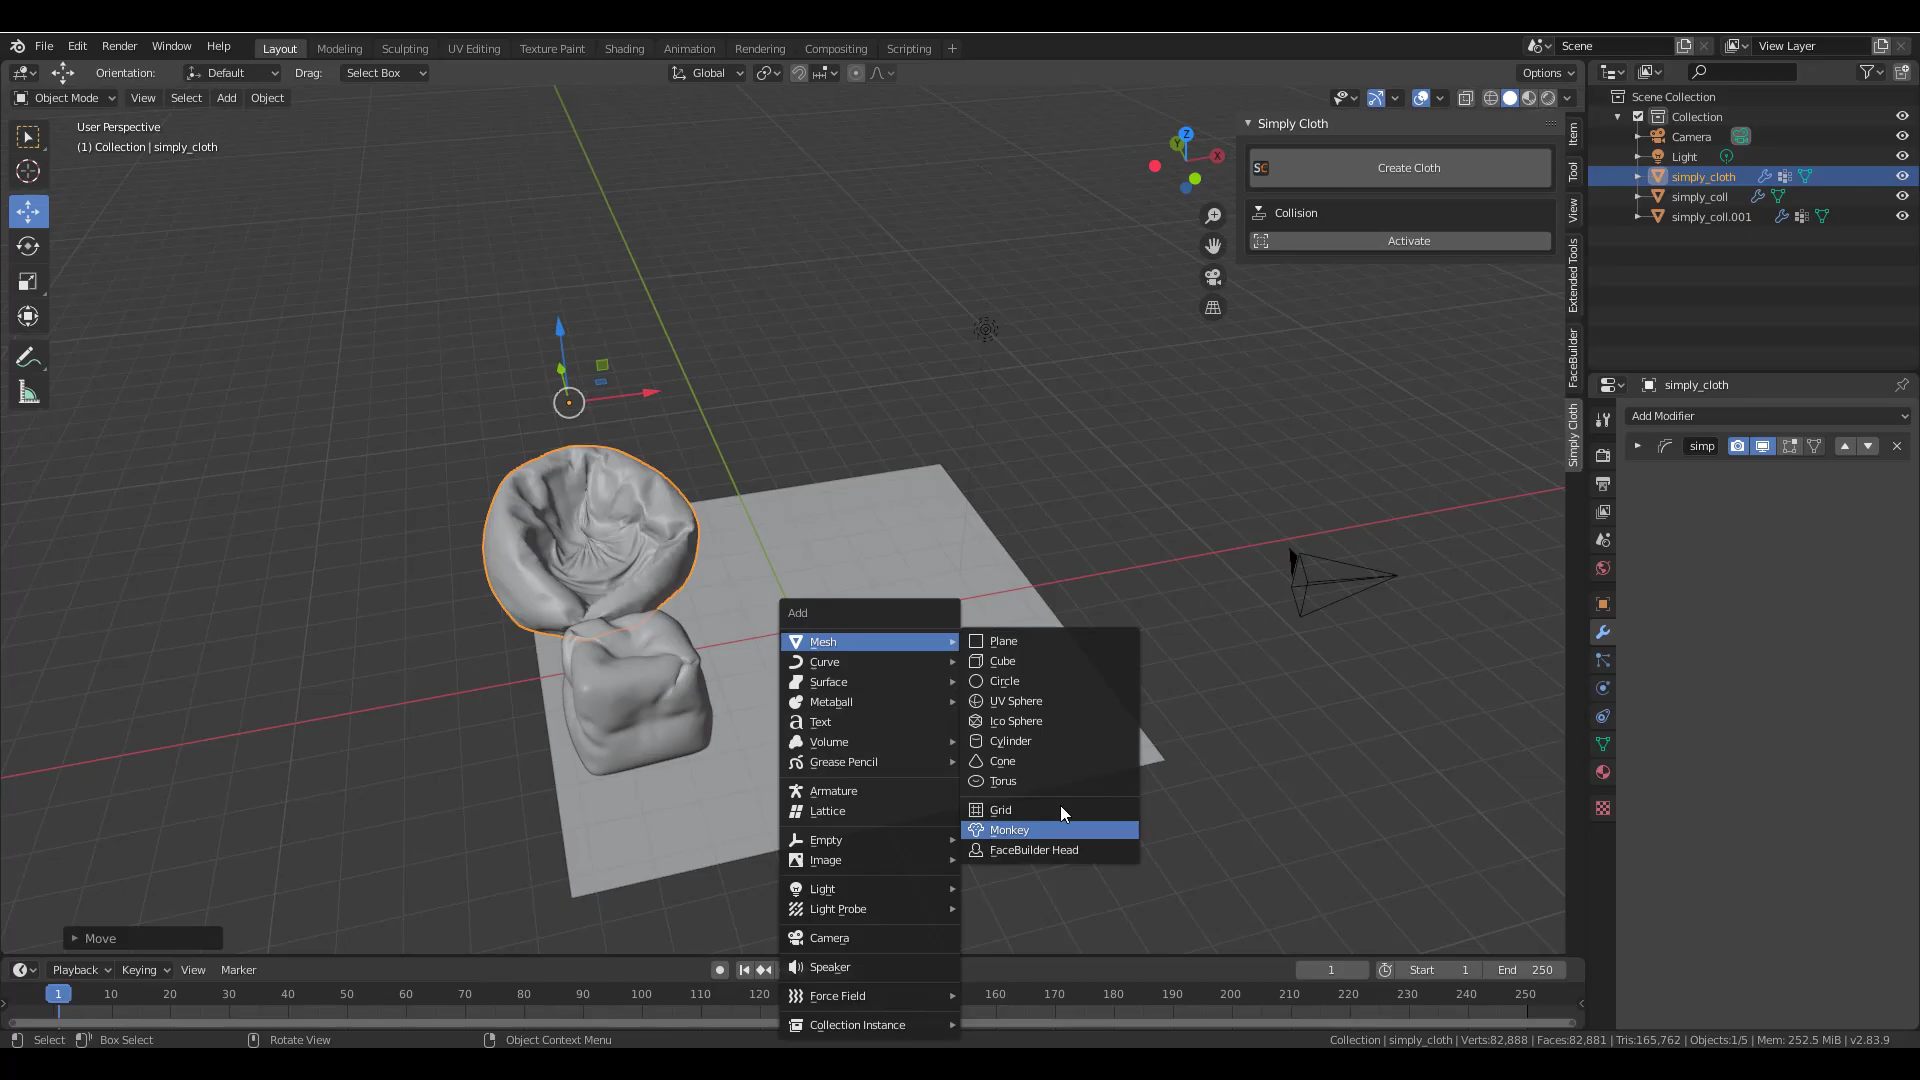 File Edit Render Window Help Layout Modeling Sculpting UV Editing Texture Paint Shading Animation Rendering Compositing Scripting + Scene View Layer
Orientation: Default Drag: Select Box Global Options
Object Mode View Select Add Object
User Perspective
(1) Collection | simply_cloth
Z
Y
X
Simply Cloth
SC Create Cloth
Collision
Activate
Item
Tool
View
Extended Tools
FaceBuilder
Simply Cloth
Scene Collection
Collection
Camera
Light
simply_cloth
simply_coll
simply_coll.001
simply_cloth
Add Modifier
simp
Add
Mesh
Curve
Surface
Metaball
Text
Volume
Grease Pencil
Armature
Lattice
Empty
Image
Light
Light Probe
Camera
Speaker
Force Field
Collection Instance
Plane
Cube
Circle
UV Sphere
Ico Sphere
Cylinder
Cone
Torus
Grid
Monkey
FaceBuilder Head
Move
Playback Keying View Marker 1 Start 1 End 250
1 10 20 30 40 50 60 70 80 90 100 110 120 160 170 180 190 200 210 220 230 240 250
Select Box Select Rotate View Object Context Menu Collection | simply_cloth | Verts:82,888 | Faces:82,881 | Tris:165,762 | Objects:1/5 | Mem: 252.5 MiB | v2.83.9